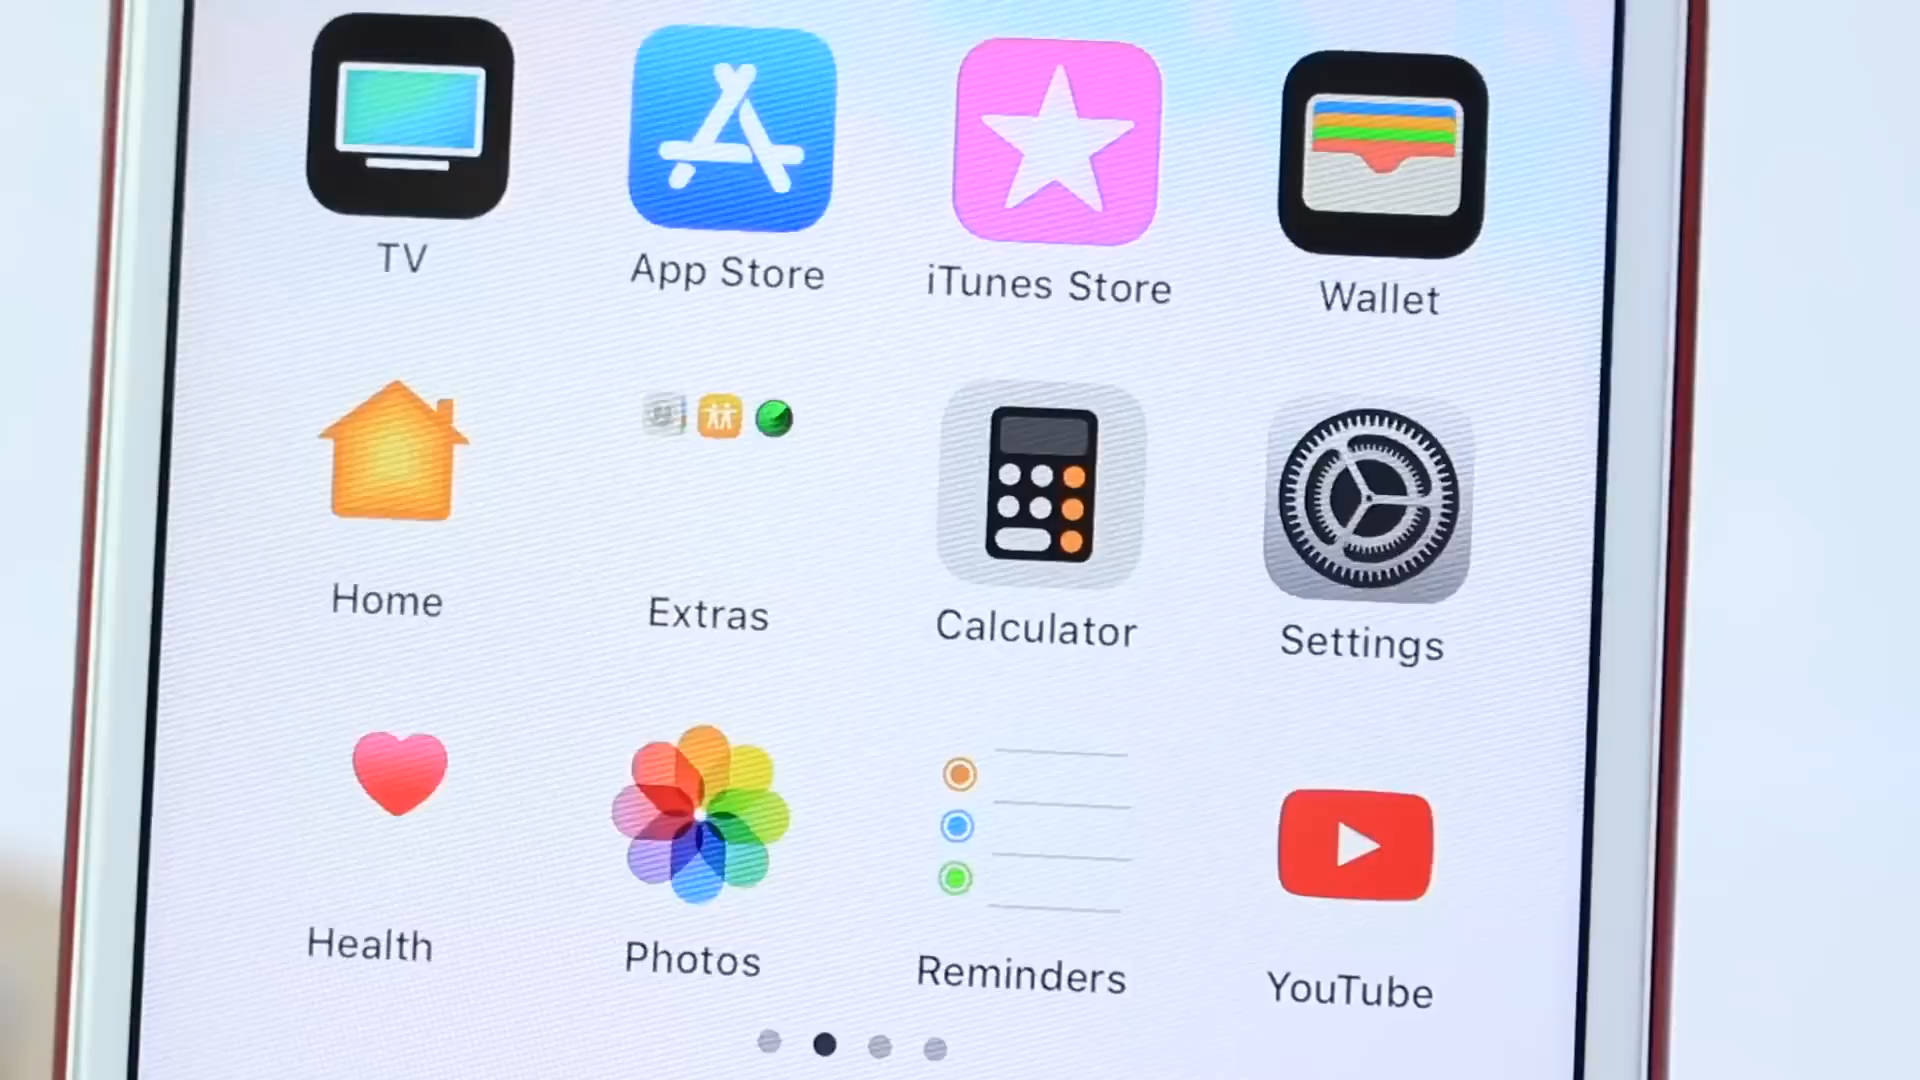 TV
App Store
iTunes Store
Wallet
Home
Extras
Calculator
Settings
Health
Photos
Reminders
YouTube